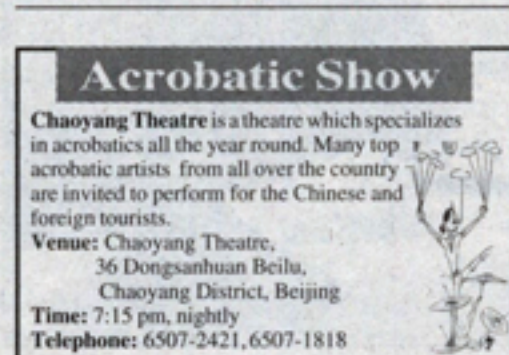 Acrobatic Show
Chaoyang Theatre is a theatre which specializes
in acrobatics all the year round. Many top
acrobatic artists from all over the country
are invited to perform for the Chinese and
foreign tourists.
Venue: Chaoyang Theatre,
36 Dongsanhuan Beilu,
Chaoyang District, Beijing
Time: 7:15 pm, nightly
Telephone: 6507-2421, 6507-1818